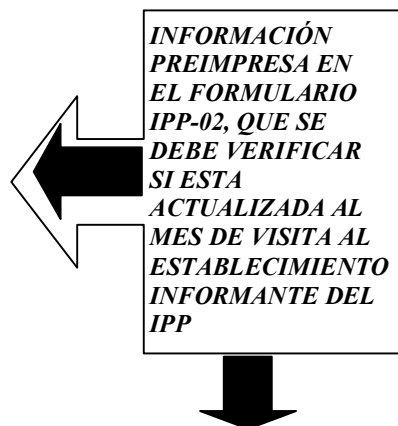 INFORMACIÓN
PREIMPRESA EN
EL FORMULARIO
IPP-02, QUE SE
DEBE VERIFICAR
SI ESTA
ACTUALIZADA AL
MES DE VISITA AL
ESTABLECIMIENTO
INFORMANTE DEL
IPP